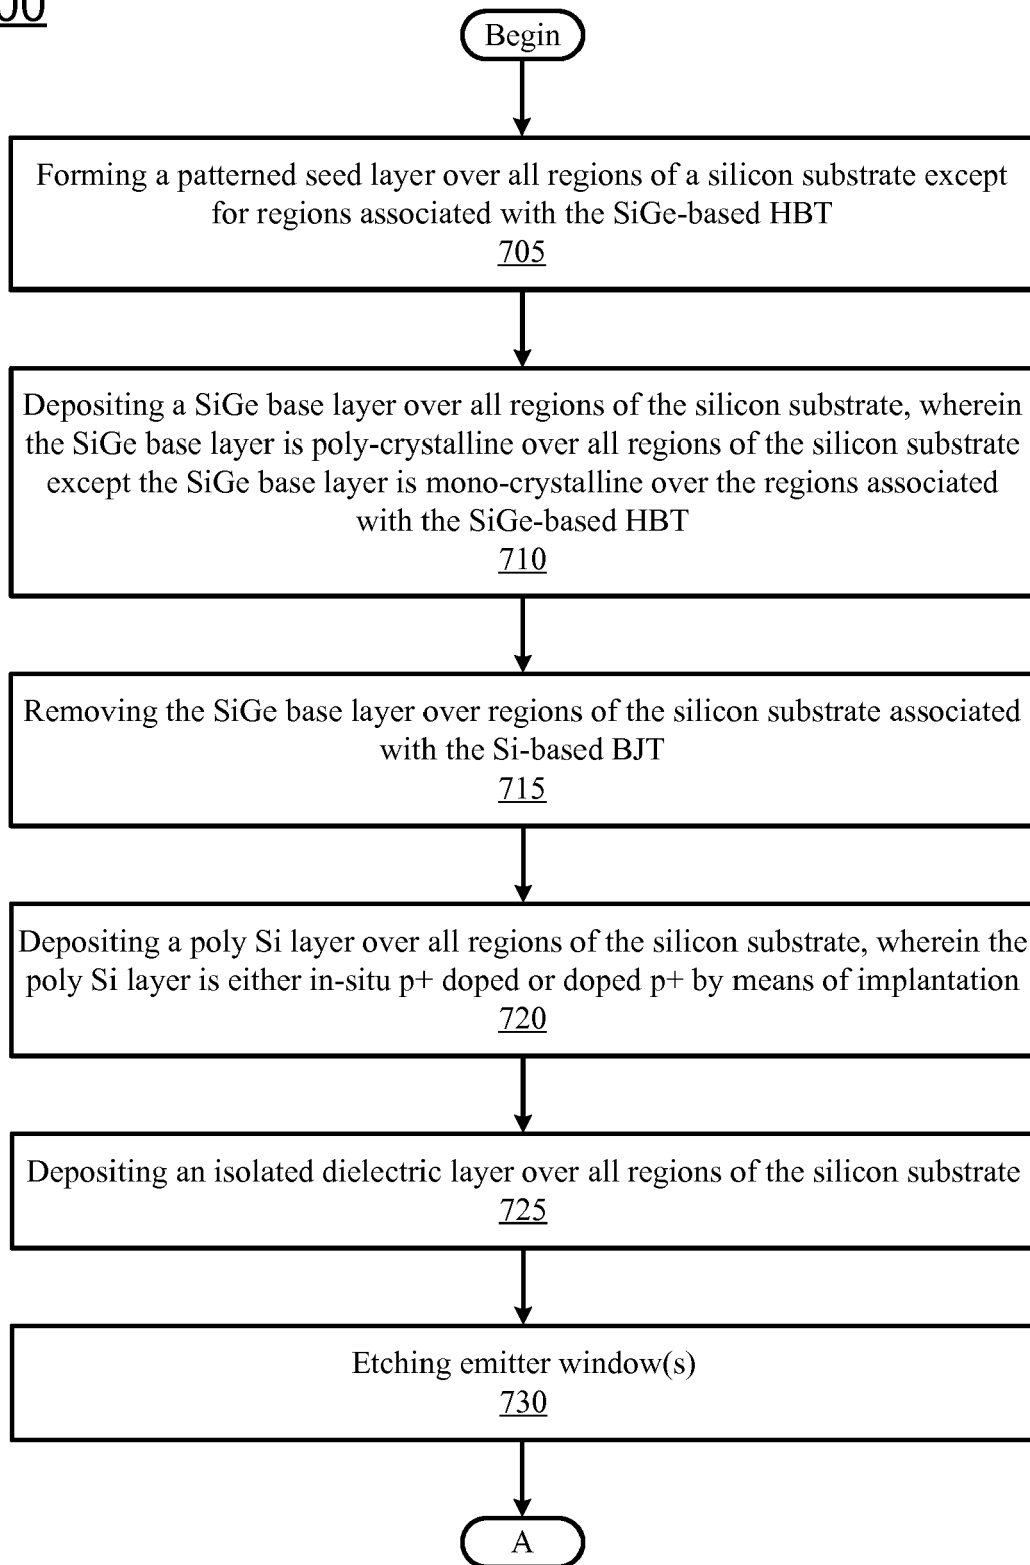 00
Begin
Forming a patterned seed layer over all regions of a silicon substrate except
for regions associated with the SiGe-based HBT
705
Depositing a SiGe base layer over all regions of the silicon substrate, wherein
the SiGe base layer is poly-crystalline over all regions of the silicon substrate
except the SiGe base layer is mono-crystalline over the regions associated
with the SiGe-based HBT
710
Removing the SiGe base layer over regions of the silicon substrate associated
with the Si-based BJT
715
Depositing a poly Si layer over all regions of the silicon substrate, wherein the
poly Si layer is either in-situ p+ doped or doped p+ by means of implantation
720
Depositing an isolated dielectric layer over all regions of the silicon substrate
725
Etching emitter window(s)
730
A